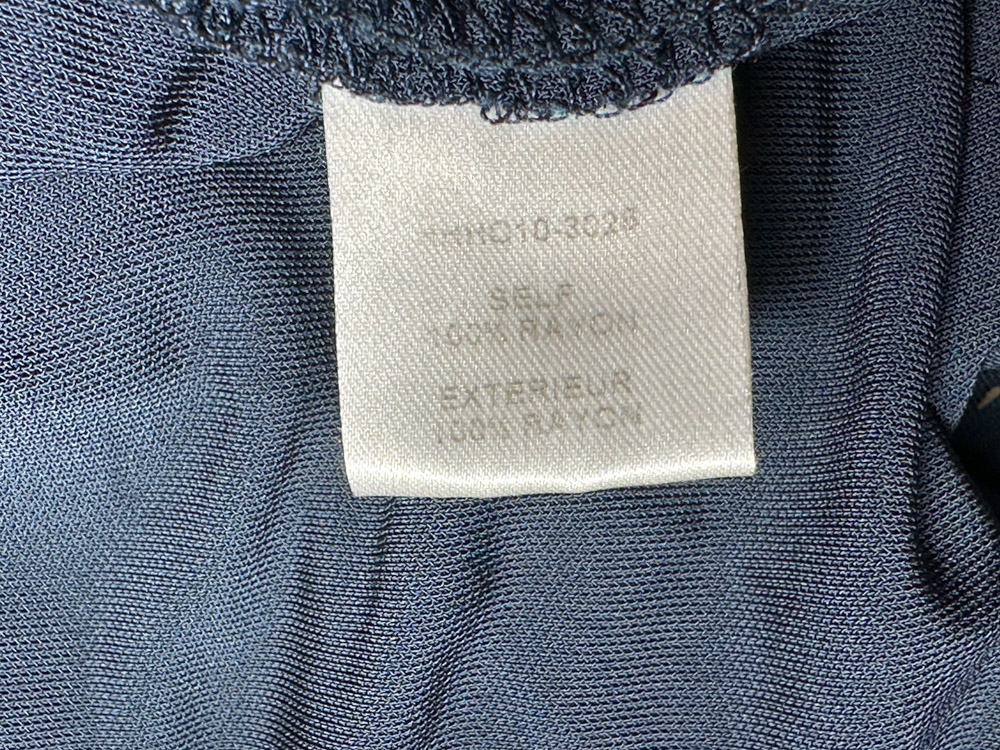 SELF
100% RAYON
EXTERIEUR
100% RAYON